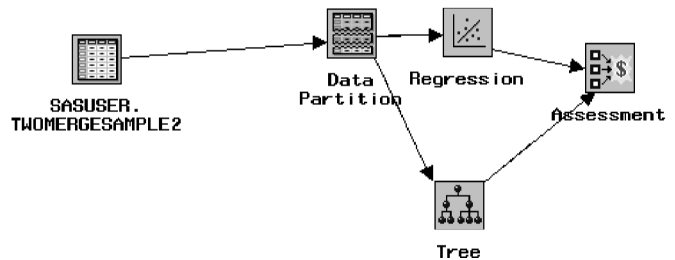 SASUSER.
TWOMERGESAMPLE2
Data
Partition
Regression
$
Assessment
Tree